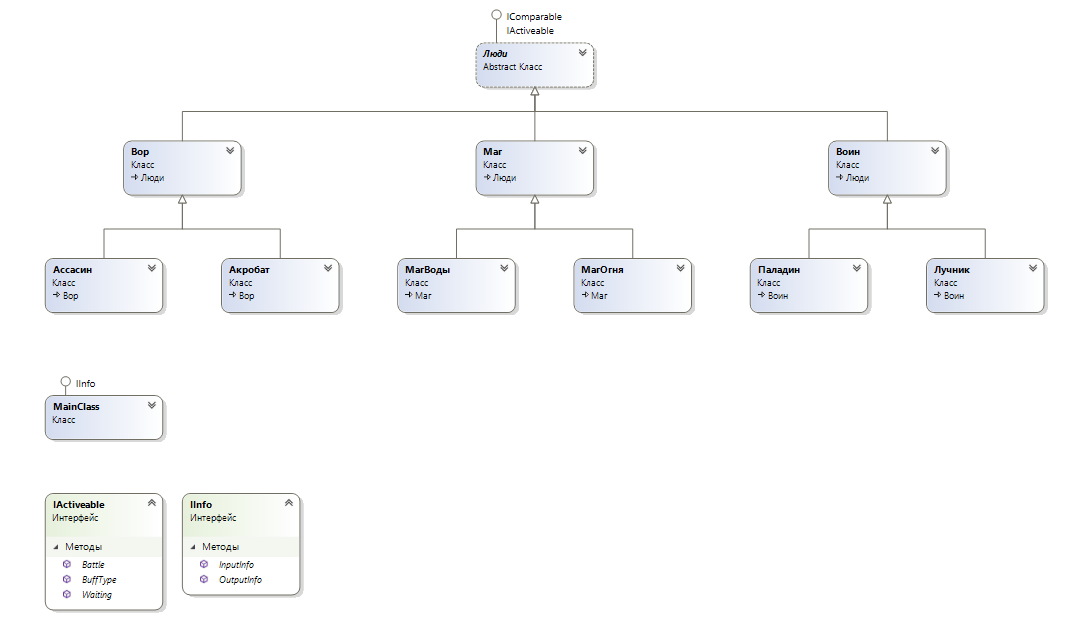 IComparable
IActiveable
Люди
Abstract Класс
Вор
Класс
Люди
Маг
Класс
Люди
Воин
Класс
Люди
Ассасин
Класс
Вор
Акробат
Класс
Вор
МагВоды
Класс
Маг
МагОгня
Класс
Маг
Паладин
Класс
Воин
Лучник
Класс
Воин
IInfo
MainClass
Класс
IActiveable
Интерфейс
Методы
Battle
BuffType
Waiting
IInfo
Интерфейс
Методы
InputInfo
OutputInfo